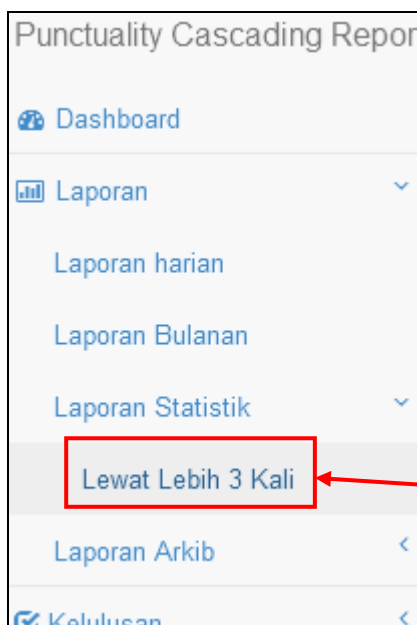 Punctuality Cascading Repor
Dashboard
Laporan
Laporan harian
Laporan Bulanan
Laporan Statistik
Lewat Lebih 3 Kali
Laporan Arkib
Kelulusan